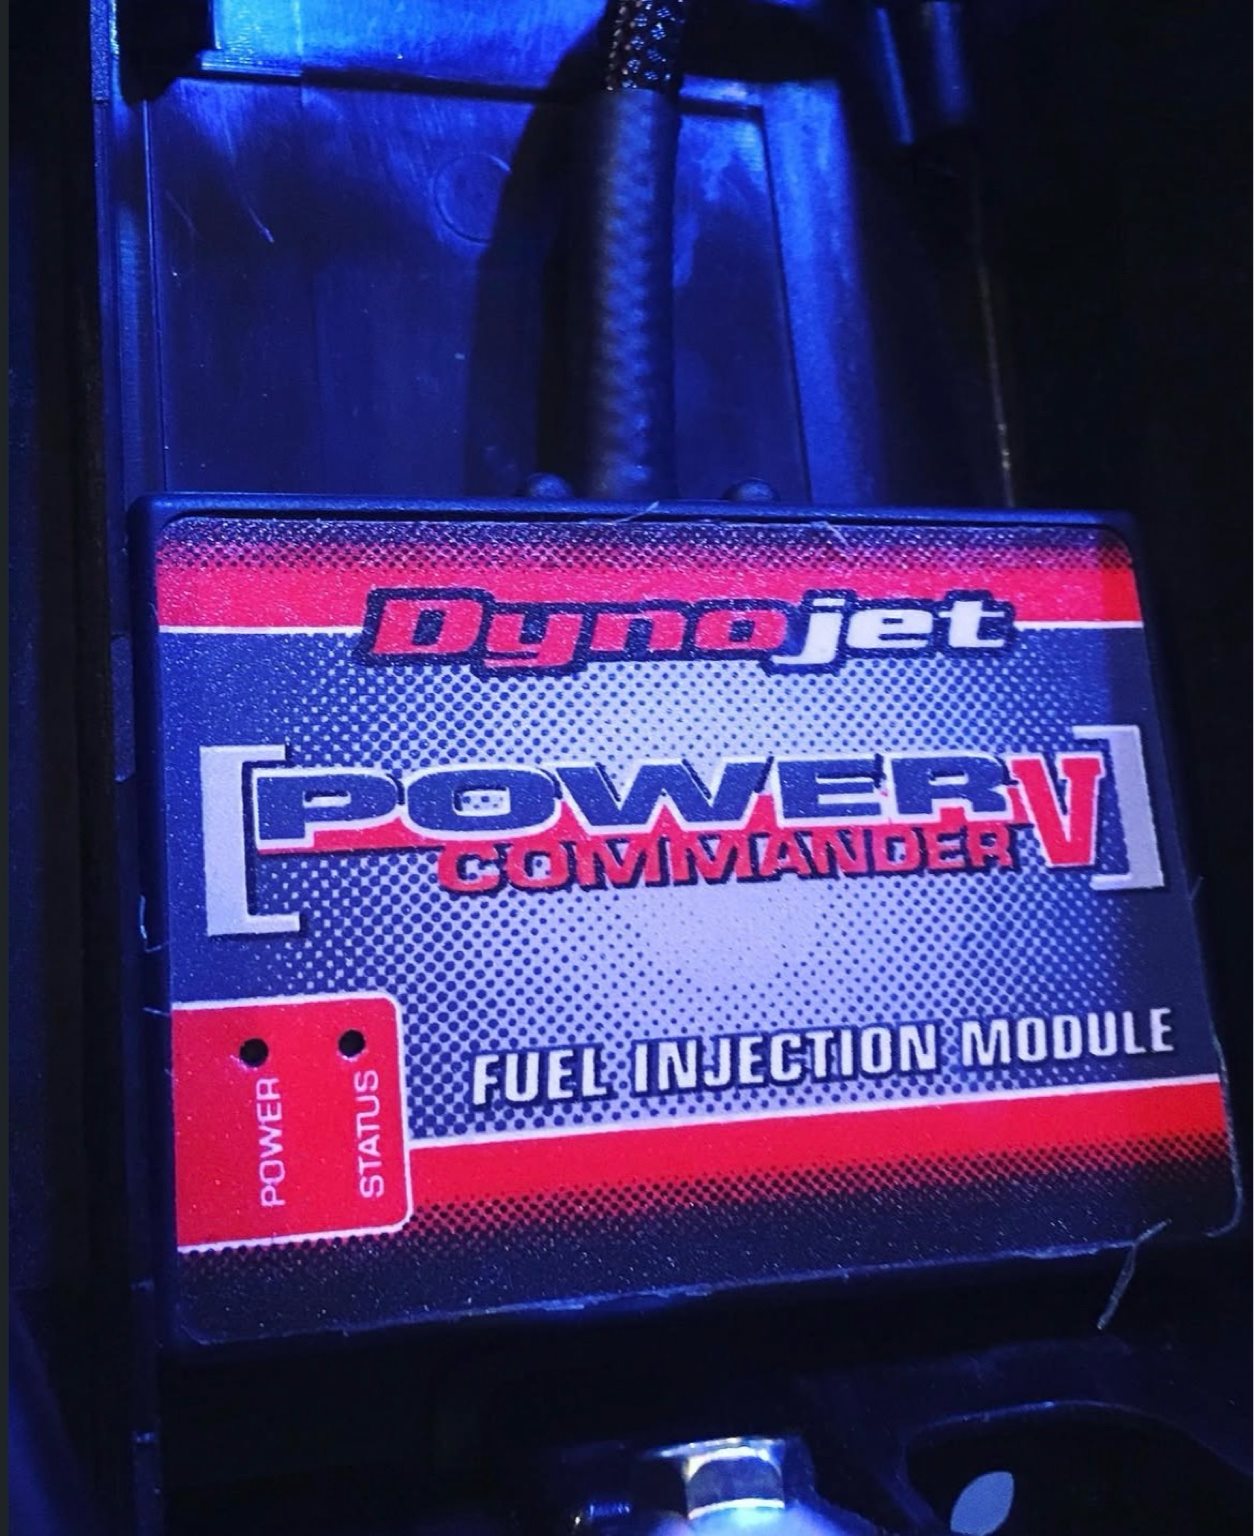 Dynojet
[POWER V]
COMMANDER
FUEL INJECTION MODULE
POWER
STATUS